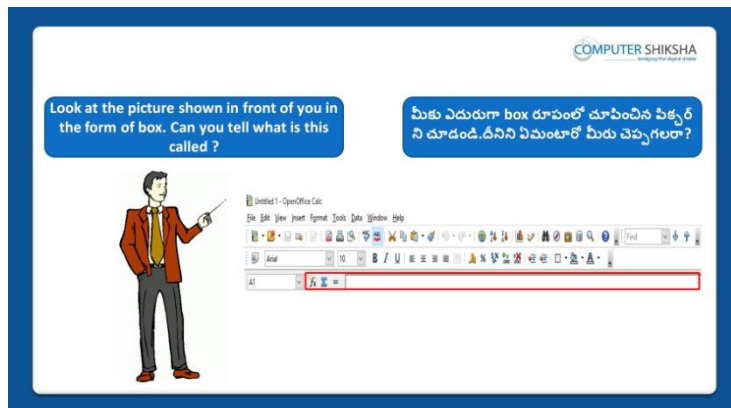 COMPUTER SHIKSHA
bridging the digital divide
Look at the picture shown in
front of you in
the form of box. Can you tell what is this
called ?
మీకు ఎదురుగా box రూపంలో చూపించిన పిక్చర్
ని చూడండి.దీనిని ఏమంటారో మీరు చెప్పగలరా?
Untitled 1 - OpenOffice Calc
File Edit View Insert Format Tools Data Window Help
Find
Arial 10 B I U
A1 =